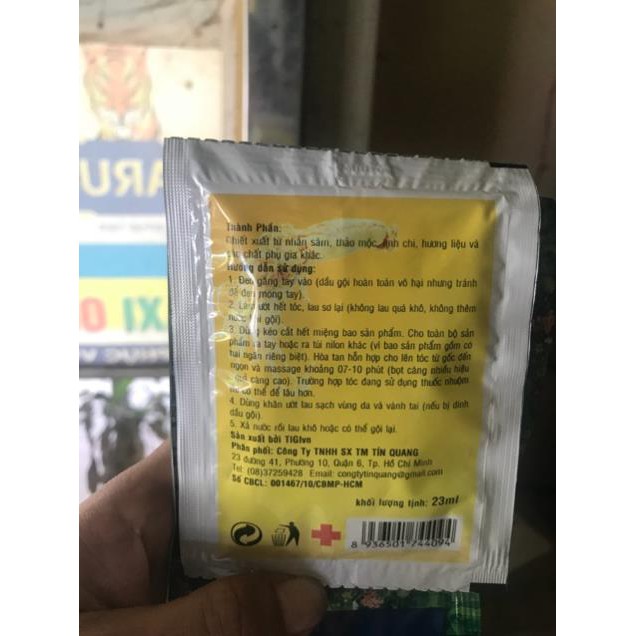 ARU
XI O
PHỤC V
Thành Phần:
Chiết xuất từ nhân sâm, thảo mộc, linh chi, hương liệu và
các chất phụ gia khác.
Hướng dẫn sử dụng:
1. Đeo găng tay vào (dầu gội hoàn toàn vô hại nhưng tránh
để đen móng tay).
2. Làm ướt hết tóc, lau sơ lại (không lau quá khô, không thêm
nước khi gội).
3. Dùng kéo cắt hết miệng bao sản phẩm. Cho toàn bộ sản
phẩm ra tay hoặc ra túi nilon khác (vì bao sản phẩm gồm có
hai ngăn riêng biệt). Hòa tan hỗn hợp cho lên tóc từ gốc đến
ngọn và massage khoảng 07-10 phút (bọt càng nhiều hiệu
quả càng cao). Trường hợp tóc đang sử dụng thuốc nhuộm
có thể để lâu hơn.
4. Dùng khăn ướt lau sạch vùng da và vành tai (nếu bị dính
dầu gội).
5. Xả nước rồi lau khô hoặc có thể gội lại.
Sản xuất bởi TIGIvn
Phân phối: Công Ty TNHH SX TM TÍN QUANG
23 đường 41, Phường 10, Quận 6, Tp. Hồ Chí Minh
Tel: (08)37259428 Email: congtytinquang@gmail.com
Số CBCL: 001467/10/CBMP-HCM
khối lượng tịnh: 23ml
8 936501 244094